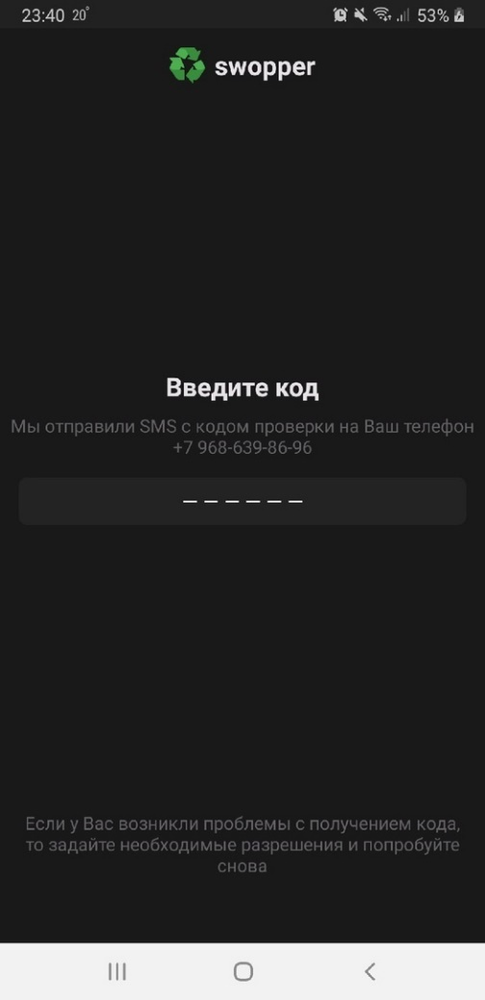 23:40 20°
53%
swopper
Введите код
Мы отправили SMS с кодом проверки на Ваш телефон
+7 968-639-86-96
Если у Вас возникли проблемы с получением кода,
то задайте необходимые разрешения и попробуйте
снова